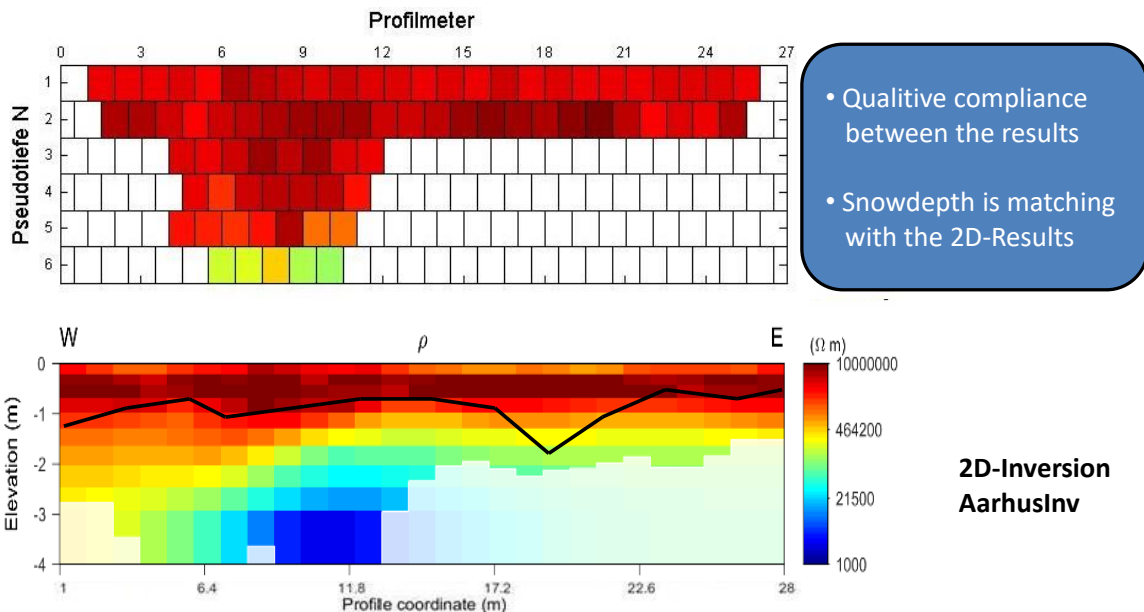 Profilmeter
0 3 6 9 12 15 18 21 24 27
Pseudotiefe N
1
2
3
4
5
6
• Qualitive compliance
between the results
• Snowdepth is matching
with the 2D-Results
W ρ E
(Ω m)
Elevation (m)
0
-1
-2
-3
-4
.1 6.4 11.8 17.2 22.6 28
Profile coordinate (m)
10000000
464200
21500
1000
2D-Inversion
AarhusInv